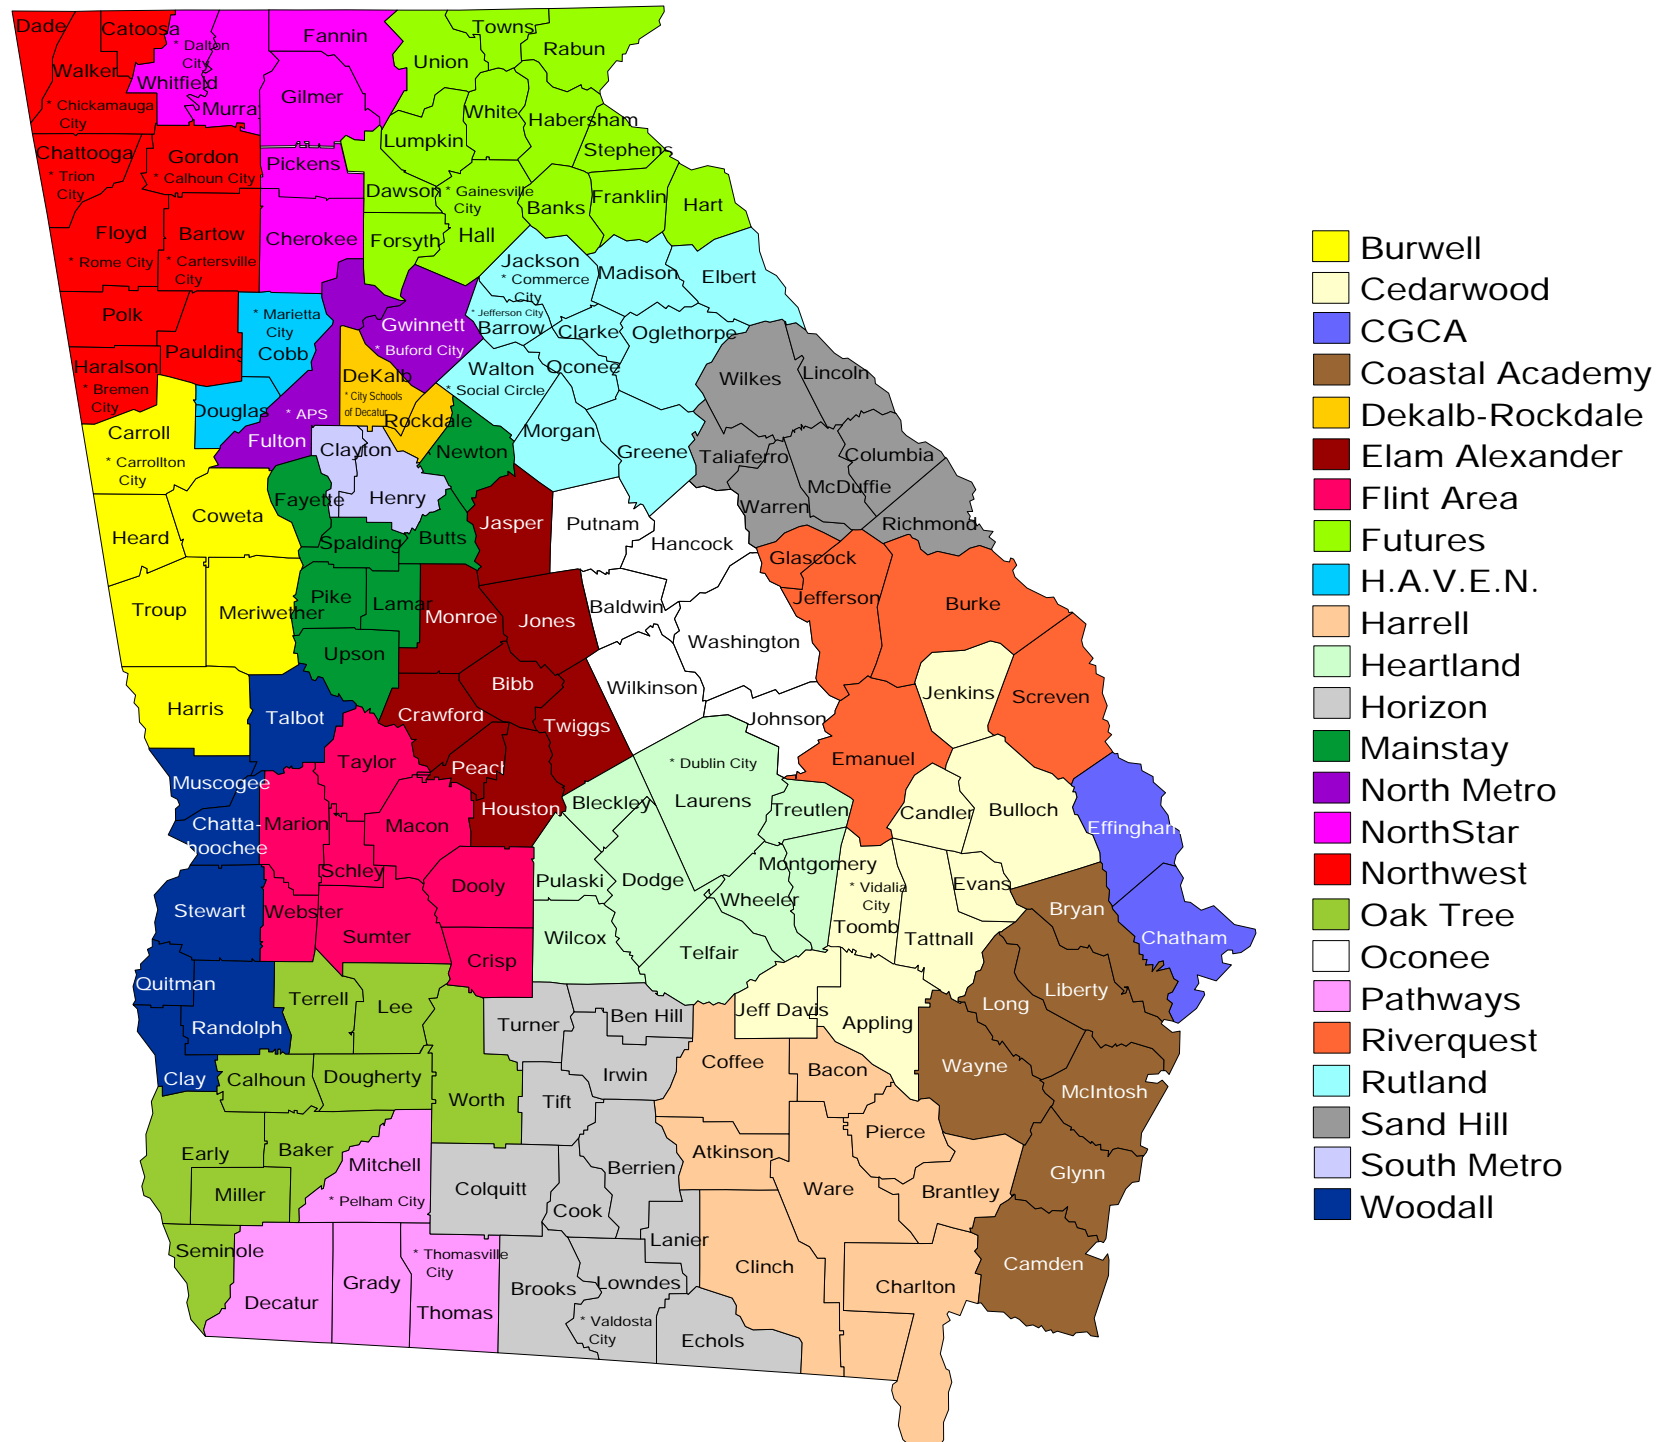 Dade
Catoosa
* Dalton
City
Fannin
Towns
Rabun
Union
Walker
Whitfield
Murra
Gilmer
* Chickamauga
City
White
Habersham
Lumpkin
Stephens
Chattooga
* Trion
City
Gordon
* Calhoun City
Pickens
Dawson
* Gainesville
City
Hall
Banks
Franklin
Hart
Floyd
* Rome City
Bartow
* Cartersville
City
Cherokee
Forsyth
Jackson
* Commerce
City
Madison
Elbert
Polk
* Marietta
City
Cobb
Gwinnett
* Buford City
* Jefferson City
Barrow
Clarke
Oglethorpe
Paulding
Haralson
* Bremen
City
DeKalb
* City Schools
of Decatur
Rockdale
Walton
* Social Circle
Oconee
Wilkes
Lincoln
Douglas
* APS
Fulton
Carroll
* Carrollton
City
Clayton
Henry
Newton
Morgan
Greene
Taliaferro
Columbia
McDuffie
Warren
Richmond
Fayette
Coweta
Heard
Spalding
Butts
Jasper
Putnam
Hancock
Glascock
Jefferson
Burke
Troup
Meriwether
Pike
Lamar
Monroe
Jones
Baldwin
Washington
Upson
Bibb
Wilkinson
Jenkins
Screven
Harris
Talbot
Crawford
Twiggs
Johnson
Taylor
Peach
Emanuel
* Dublin City
Laurens
Muscogee
Houston
Bleckley
Treutlen
Candler
Bulloch
Effingham
Chatta-
hoochee
Marion
Macon
Schley
Dooly
Pulaski
Dodge
Montgomery
Wheeler
* Vidalia
City
Toomb
Evans
Tattnall
Bryan
Chatham
Stewart
Webster
Sumter
Crisp
Wilcox
Telfair
Quitman
Randolph
Terrell
Lee
Turner
Ben Hill
Jeff Davis
Appling
Long
Liberty
Clay
Calhoun
Dougherty
Worth
Irwin
Tift
Coffee
Bacon
Wayne
McIntosh
Early
Baker
Miller
Mitchell
* Pelham City
Colquitt
Cook
Berrien
Atkinson
Pierce
Ware
Brantley
Glynn
Seminole
Decatur
Grady
* Thomasville
City
Thomas
Brooks
Lanier
Lowndes
* Valdosta
City
Echols
Clinch
Charlton
Camden
Burwell
Cedarwood
CGCA
Coastal Academy
Dekalb-Rockdale
Elam Alexander
Flint Area
Futures
H.A.V.E.N.
Harrell
Heartland
Horizon
Mainstay
North Metro
NorthStar
Northwest
Oak Tree
Oconee
Pathways
Riverquest
Rutland
Sand Hill
South Metro
Woodall